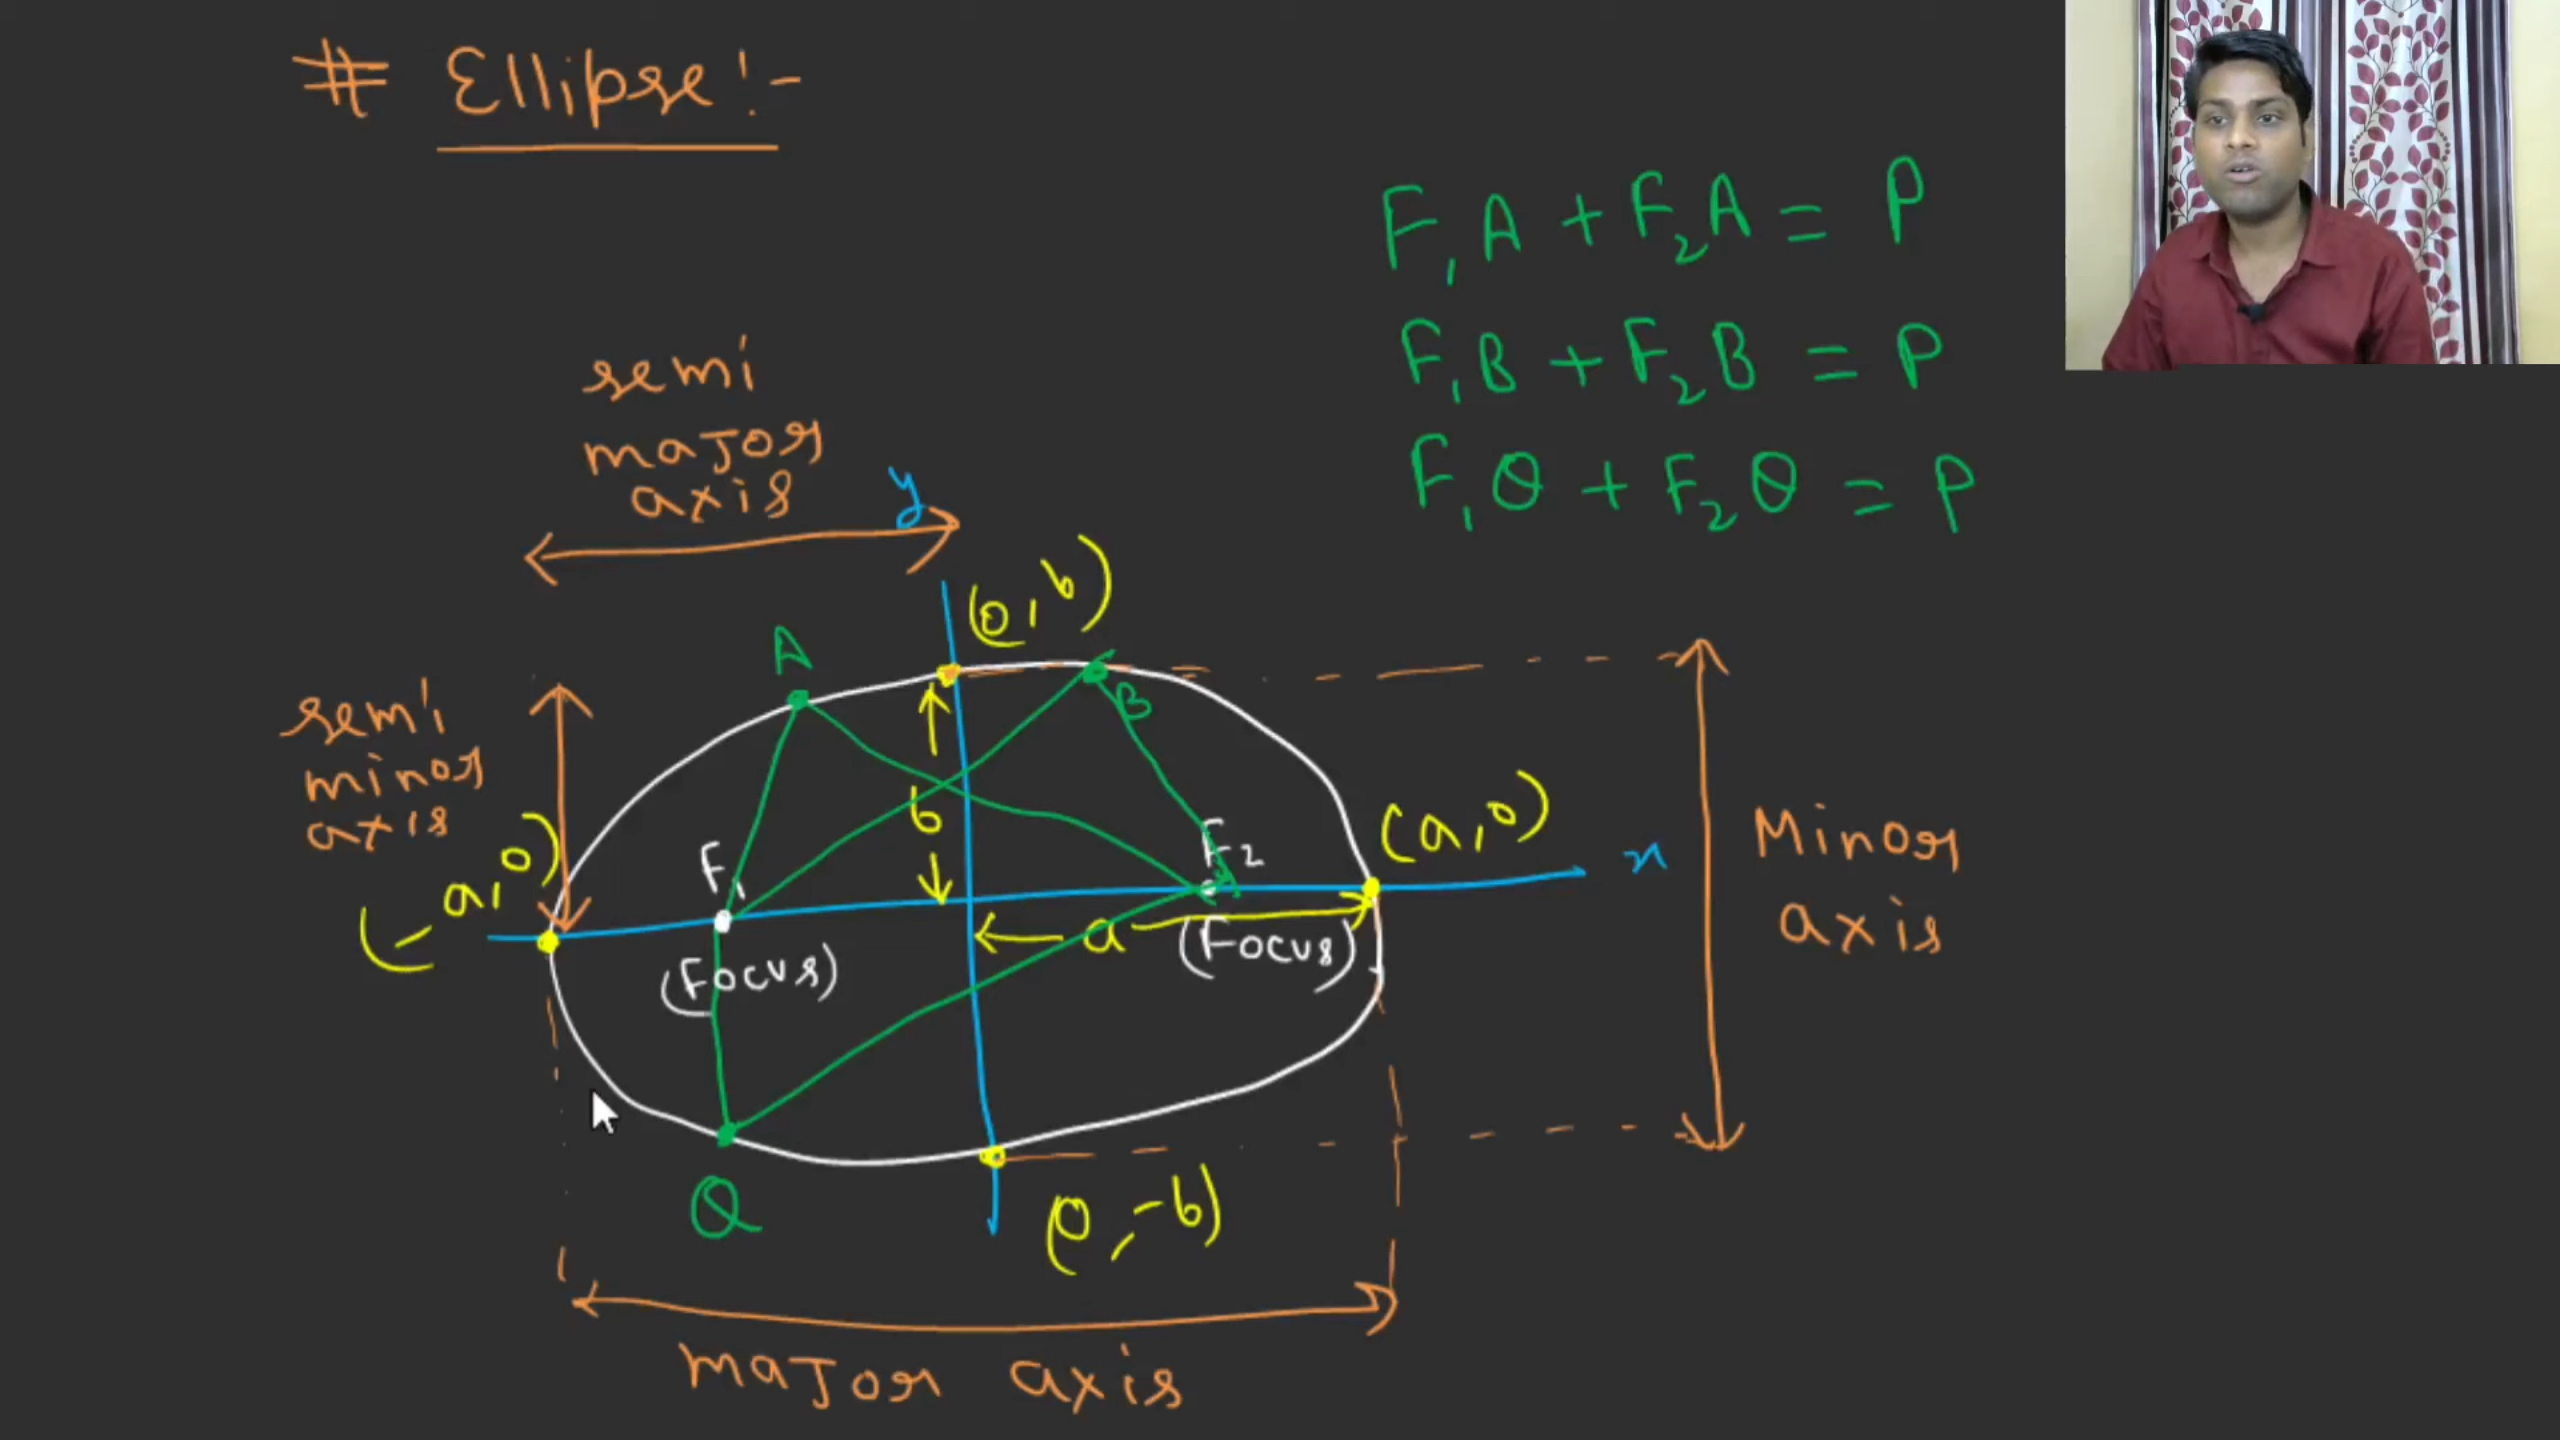 # Ellipse :-
F₁A + F₂A = P
F₁B + F₂B = P
F₁Q + F₂Q = P
semi
major
axis
y
(0, b)
A
B
semi
minor
axis
b
(a, 0)
x
F₁
F₂
(-a, 0)
a
(Focus)
(Focus)
Minor
axis
Q
(0, -b)
major axis